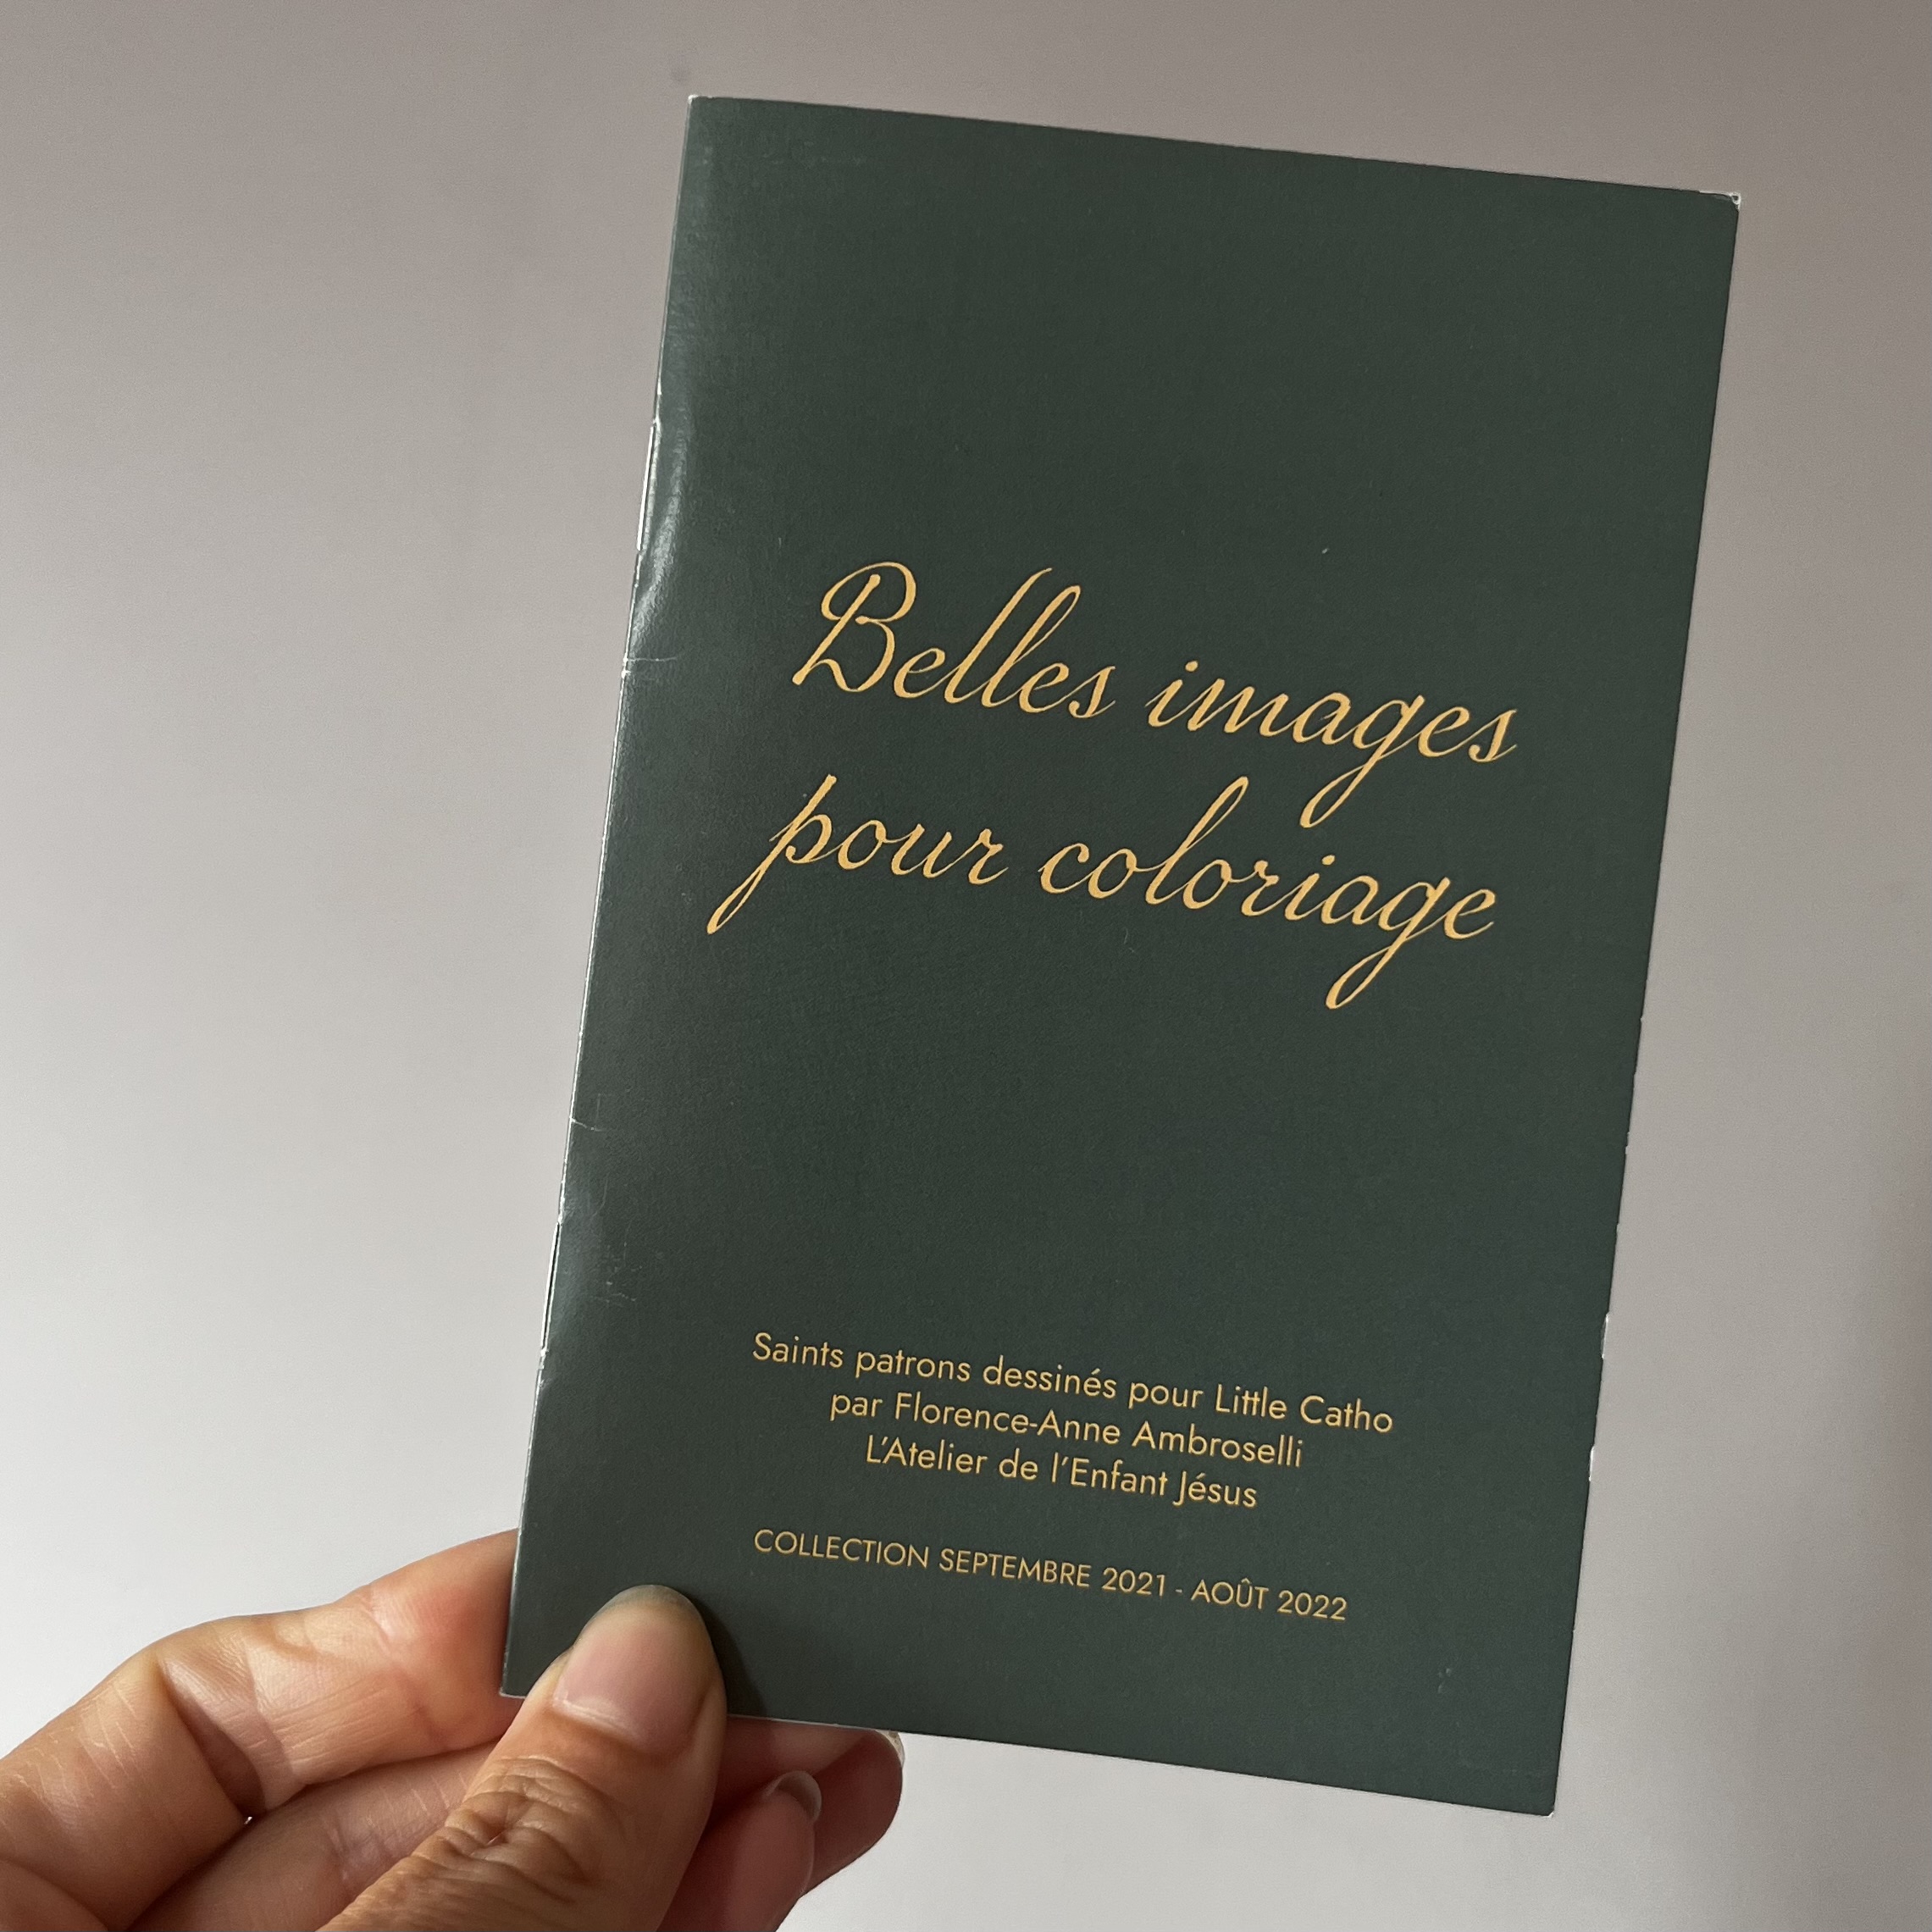 Belles images
pour coloriage
Saints patrons dessinés pour Little Catho
par Florence-Anne Ambroselli
L'Atelier de l'Enfant Jésus
COLLECTION SEPTEMBRE 2021 - AOÛT 2022